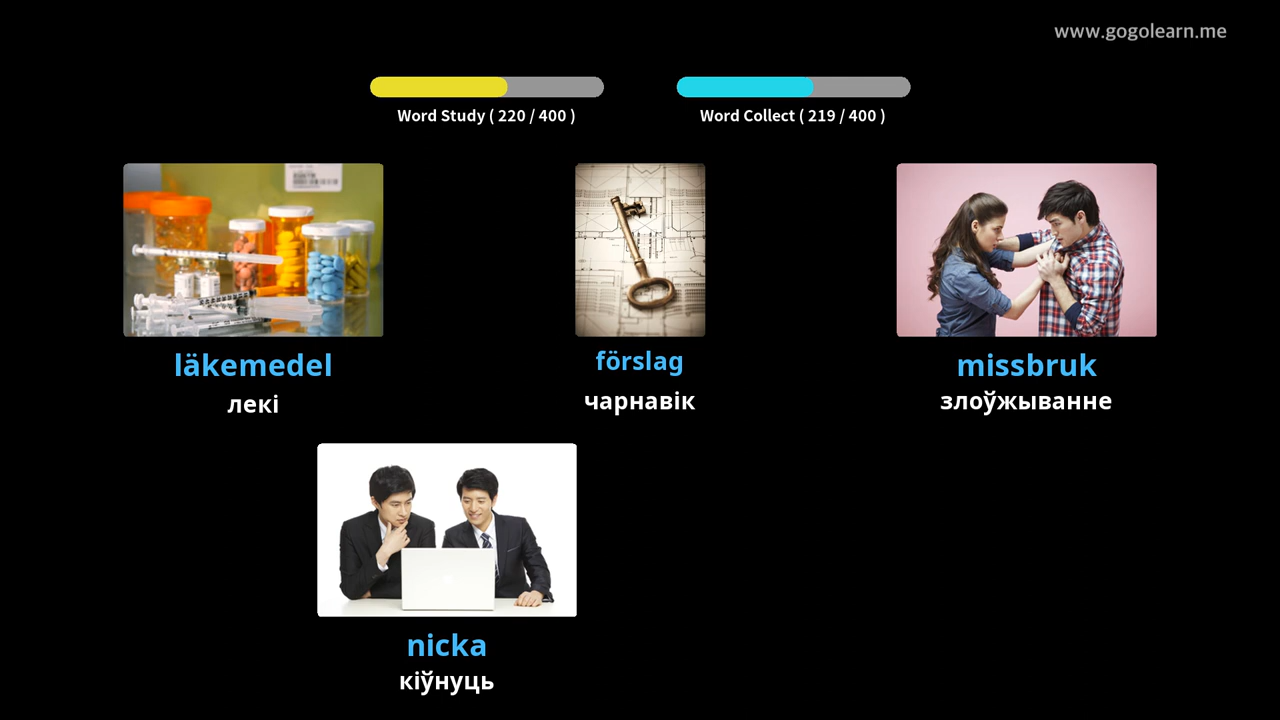 www.gogolearn.me
Word Study ( 220 / 400 )
Word Collect ( 219 / 400 )
läkemedel
лекі
förslag
чарнавік
missbruk
злоўжыванне
nicka
кіўнуць